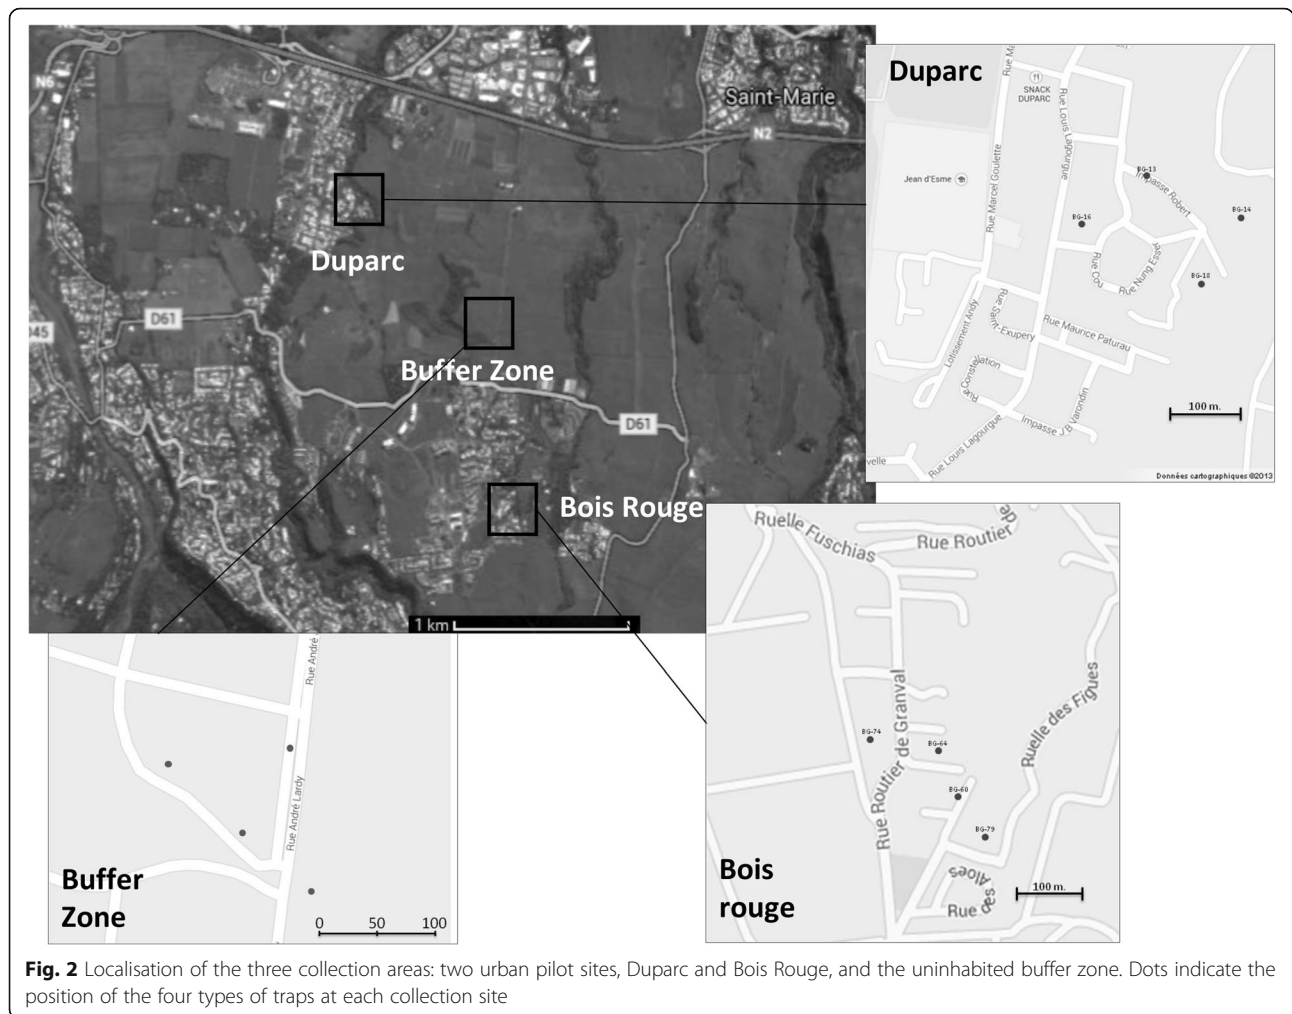 N6
Saint-Marie
N2
Duparc
D61
D45
Buffer Zone
D61
Bois Rouge
1 km
Duparc
SNACK
DUPARC
Rue Louis Lagourgue
Rue Marcel Goulette
Jean d'Esme
BG-13
Impasse Robert
BG-14
BG-16
BG-18
Rue Cou
Rue Nung Esse
Rue Saint-Exupery
Rue Maurice Paturau
Lotissement Andy
Rue Constellation
Impasse J B Varondin
Rue Louis Lagourgue
velle
100 m.
Données cartographiques ©2013
Ruelle Fuschias
Rue Routier de
Rue Routier de Granval
Ruelle des Figues
BG-74
BG-64
BG-60
BG-79
Rue des Aloes
100 m.
Bois
rouge
Rue André
Rue André Lardy
Buffer
Zone
0 50 100
Fig. 2 Localisation of the three collection areas: two urban pilot sites, Duparc and Bois Rouge, and the uninhabited buffer zone. Dots indicate the
position of the four types of traps at each collection site